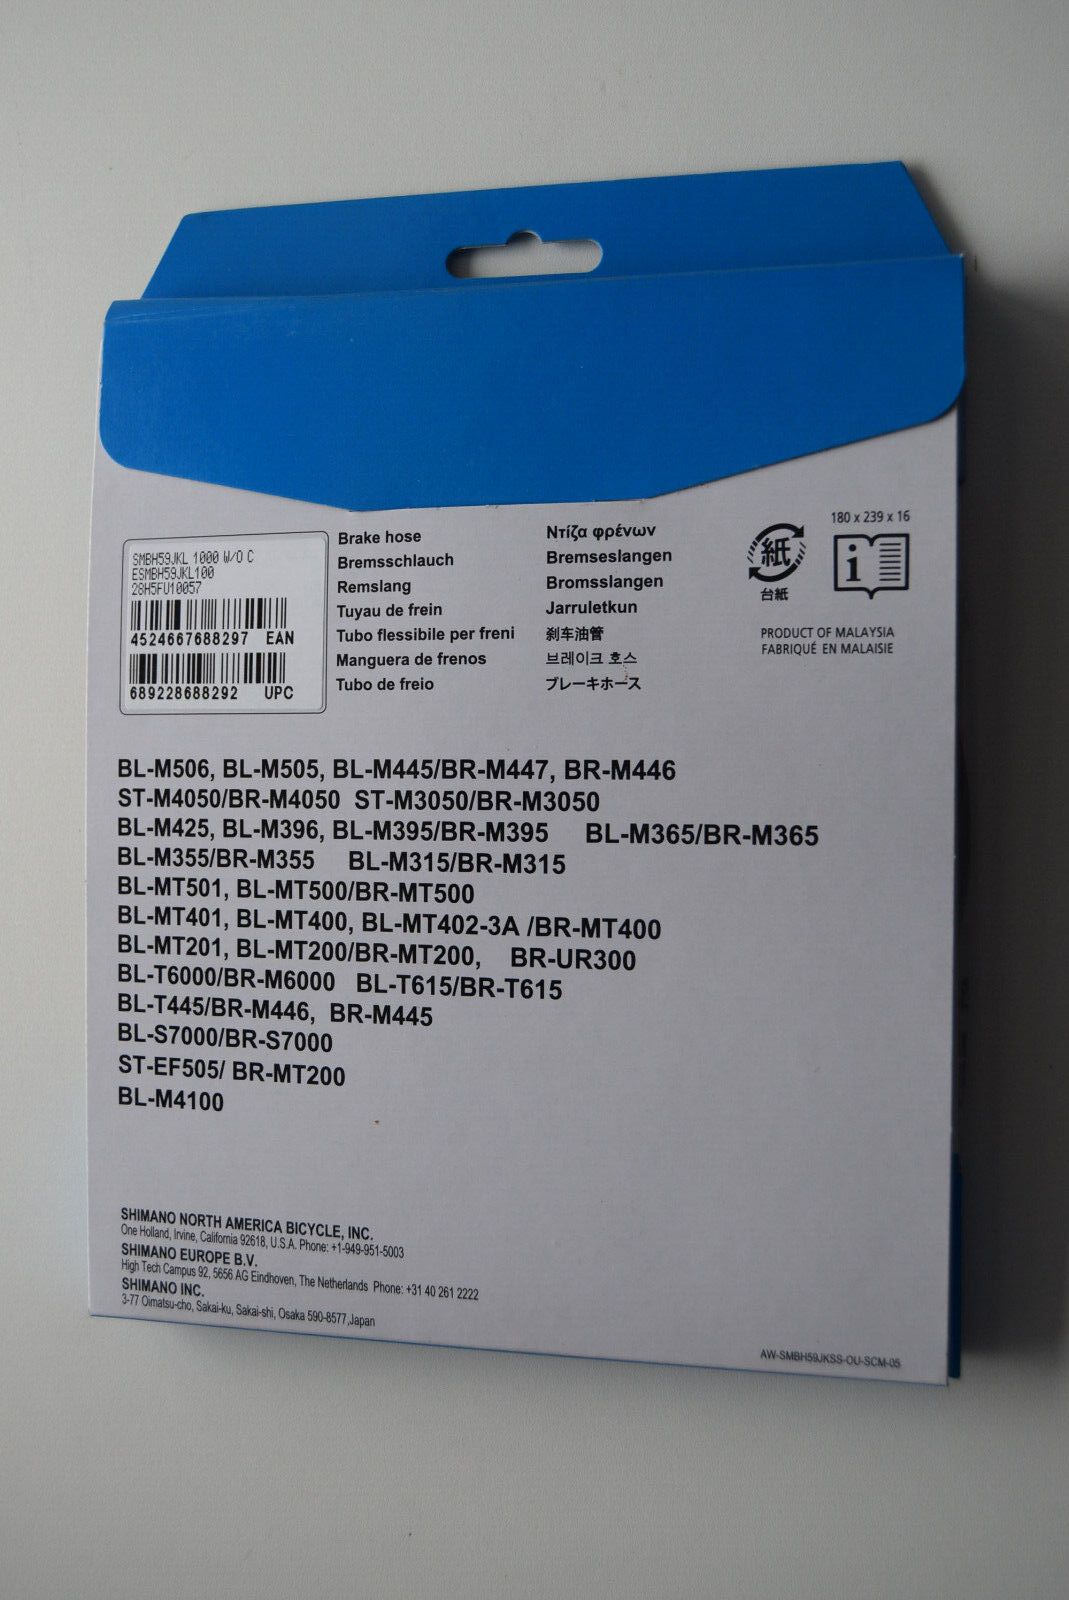 SMBH59JKL 1000 W/O C
ESMBH59JKL100
28H5FU10057
4524667688297 EAN
689228688292 UPC
Brake hose
Bremsschlauch
Remslang
Tuyau de frein
Tubo flessibile per freni
Manguera de frenos
Tubo de freio
Ντίζα φρένων
Bremseslangen
Bromsslangen
Jarruletkun
刹车油管
브레이크 호스
ブレーキホース
紙
台紙
180 x 239 x 16
i
PRODUCT OF MALAYSIA
FABRIQUÉ EN MALAISIE
BL-M506, BL-M505, BL-M445/BR-M447, BR-M446
ST-M4050/BR-M4050 ST-M3050/BR-M3050
BL-M425, BL-M396, BL-M395/BR-M395 BL-M365/BR-M365
BL-M355/BR-M355 BL-M315/BR-M315
BL-MT501, BL-MT500/BR-MT500
BL-MT401, BL-MT400, BL-MT402-3A /BR-MT400
BL-MT201, BL-MT200/BR-MT200, BR-UR300
BL-T6000/BR-M6000 BL-T615/BR-T615
BL-T445/BR-M446, BR-M445
BL-S7000/BR-S7000
ST-EF505/ BR-MT200
BL-M4100
SHIMANO NORTH AMERICA BICYCLE, INC.
One Holland, Irvine, California 92618, U.S.A. Phone: +1-949-951-5003
SHIMANO EUROPE B.V.
High Tech Campus 92, 5656 AG Eindhoven, The Netherlands Phone: +31 40 261 2222
SHIMANO INC.
3-77 Oimatsu-cho, Sakai-ku, Sakai-shi, Osaka 590-8577,Japan
AW-SMBH59JKSS-OU-SCM-05